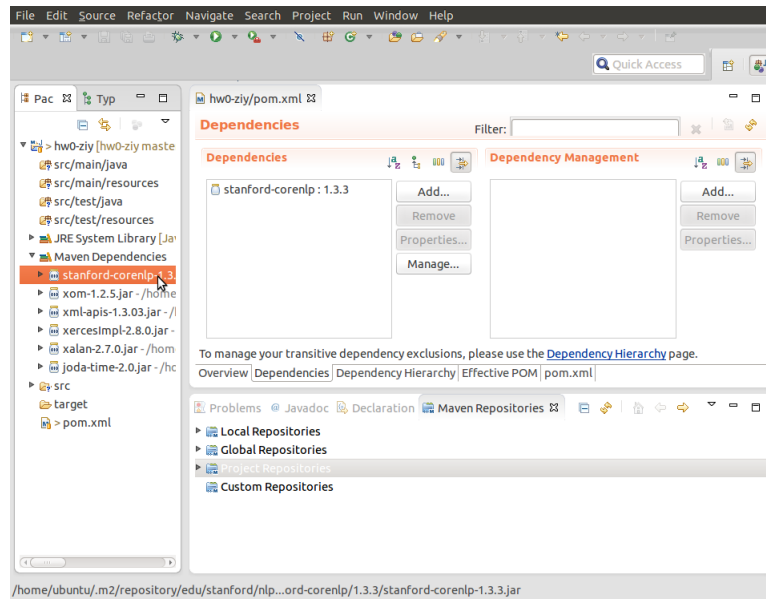 File Edit Source Refactor Navigate Search Project Run Window Help
Quick Access
Pac Typ
hw0-ziy/pom.xml
Dependencies
Filter:
> hw0-ziy [hw0-ziy maste
src/main/java
src/main/resources
src/test/java
src/test/resources
JRE System Library [Jav
Maven Dependencies
stanford-corenlp-1.3.
xom-1.2.5.jar - /home
xml-apis-1.3.03.jar - /
xercesImpl-2.8.0.jar -
xalan-2.7.0.jar - /hom
joda-time-2.0.jar - /hc
src
target
> pom.xml
Dependencies
stanford-corenlp : 1.3.3
Add...
Remove
Properties...
Manage...
Dependency Management
Add...
Remove
Properties...
To manage your transitive dependency exclusions, please use the Dependency Hierarchy page.
Overview Dependencies Dependency Hierarchy Effective POM pom.xml
Problems Javadoc Declaration Maven Repositories
Local Repositories
Global Repositories
Project Repositories
Custom Repositories
/home/ubuntu/.m2/repository/edu/stanford/nlp...ord-corenlp/1.3.3/stanford-corenlp-1.3.3.jar